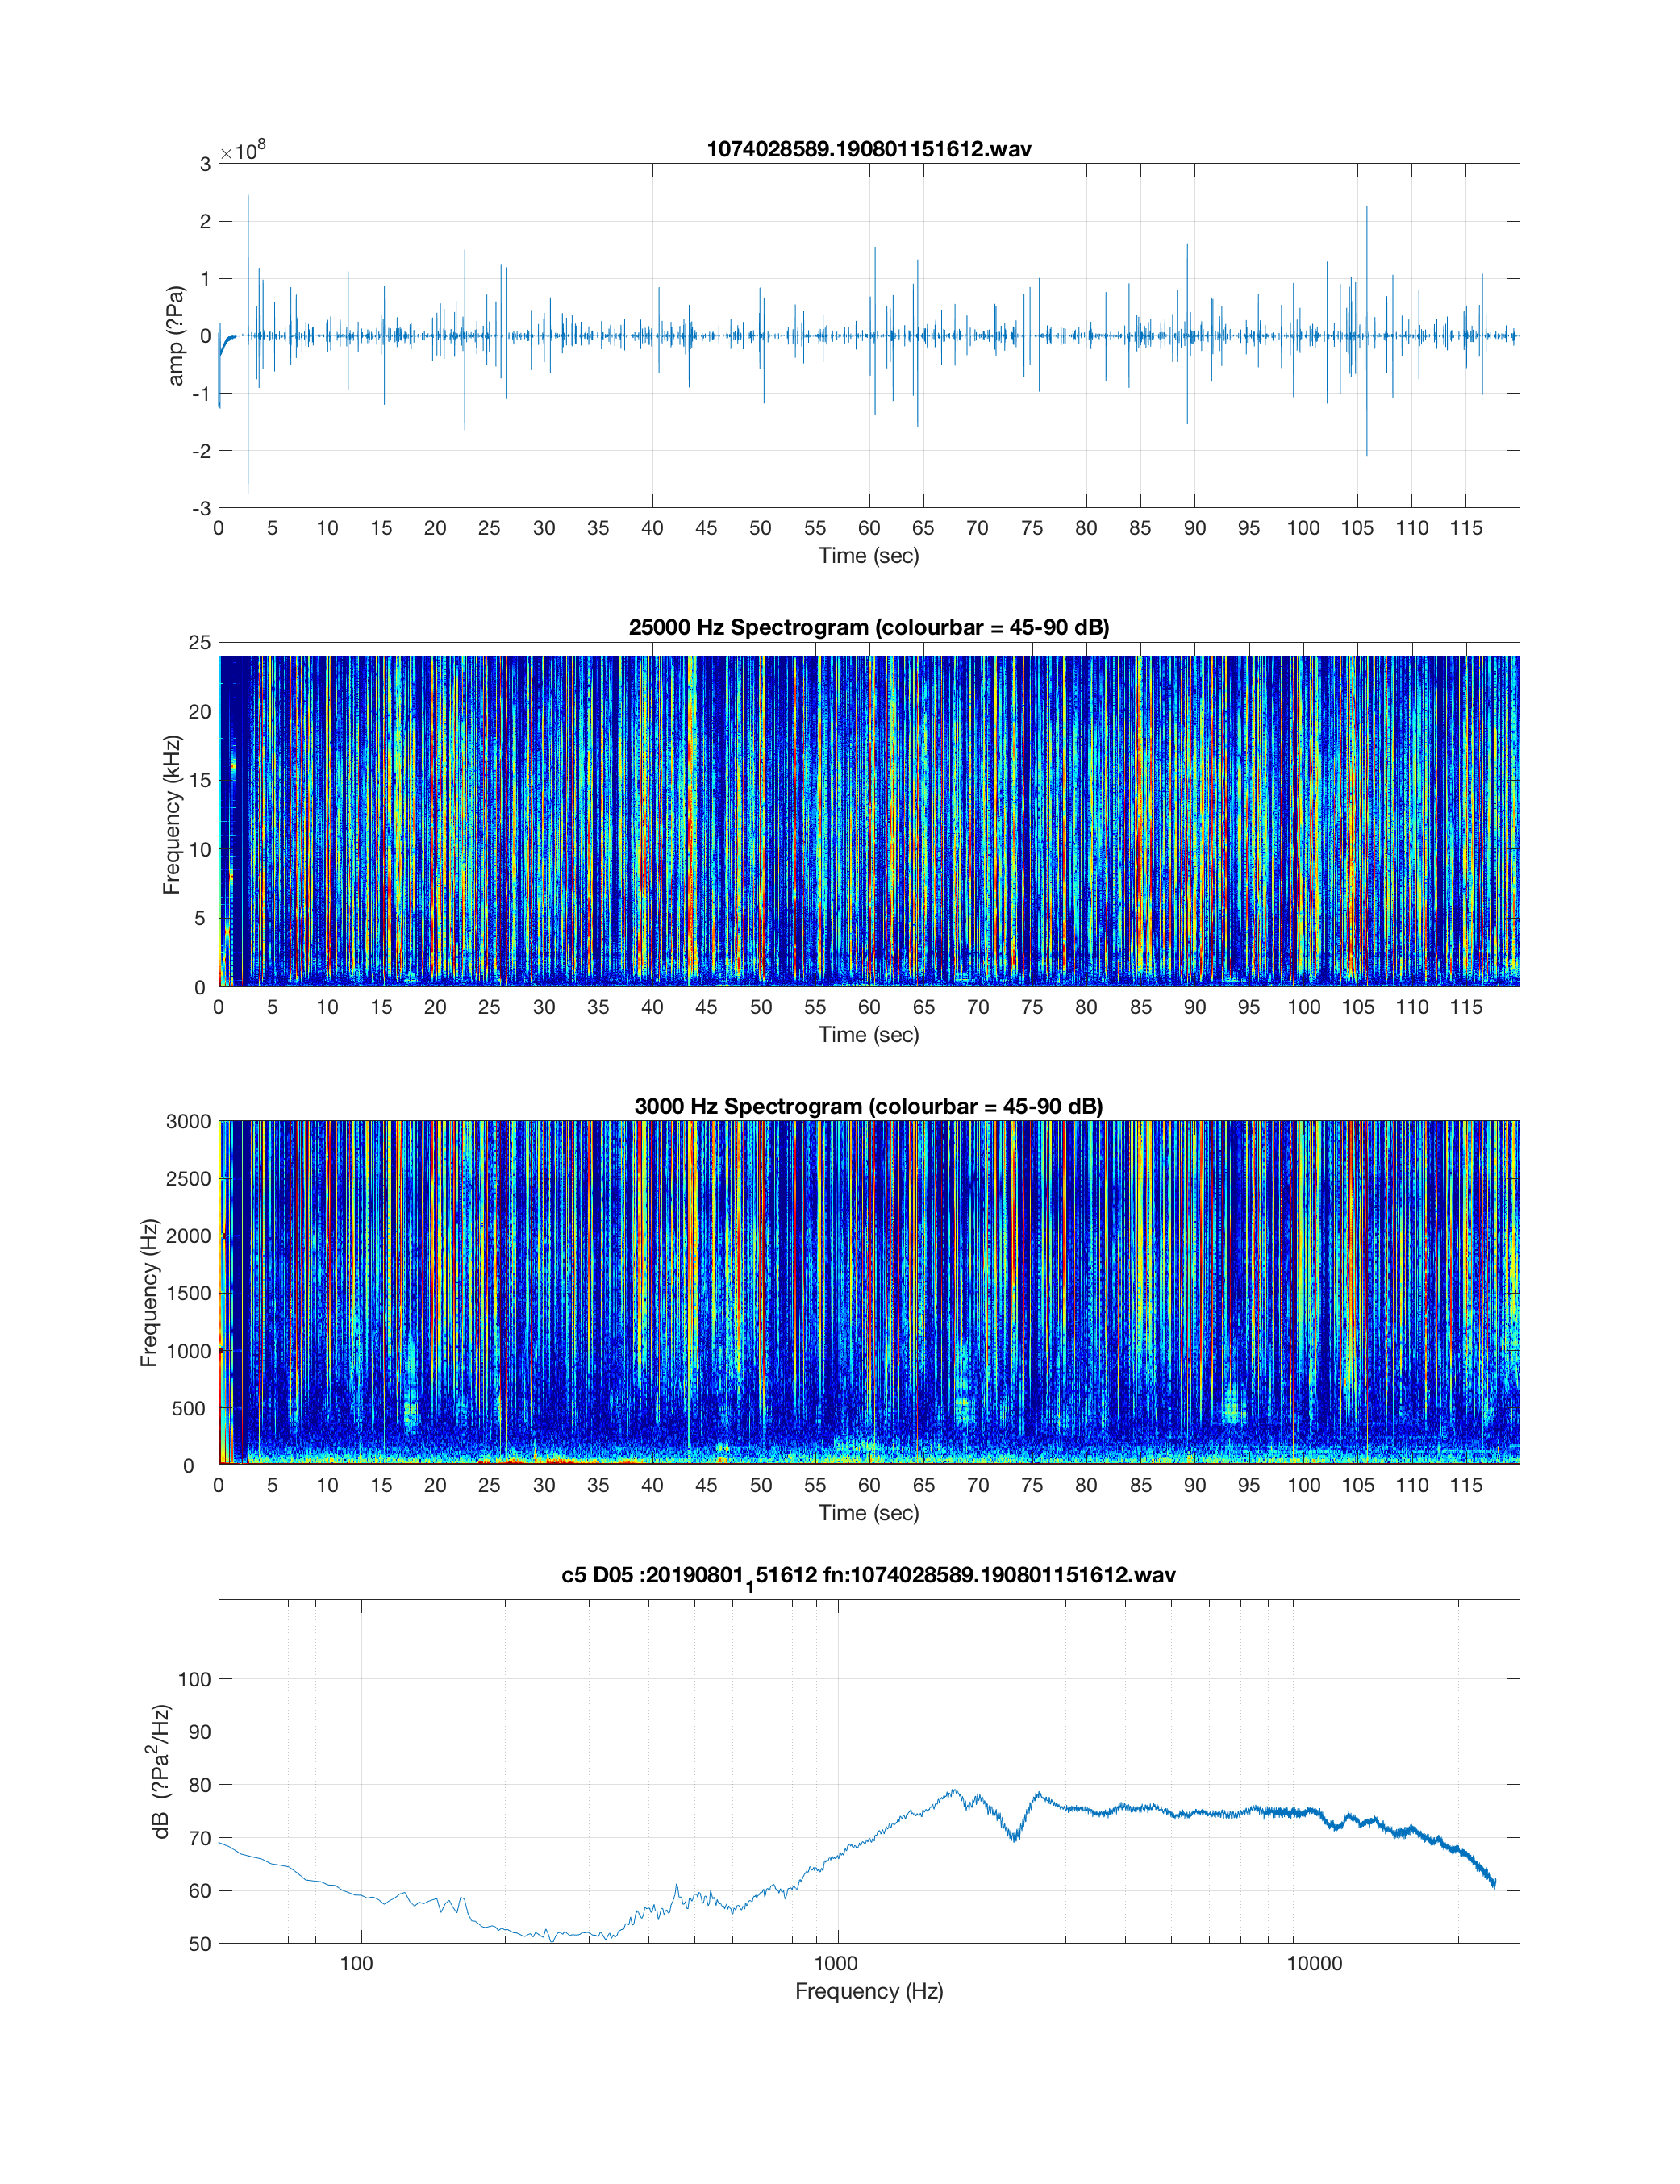 1074028589.190801151612.wav
×10^8
3
2
1
0
-1
-2
-3
amp (?Pa)
0 5 10 15 20 25 30 35 40 45 50 55 60 65 70 75 80 85 90 95 100 105 110 115
Time (sec)
25000 Hz Spectrogram (colourbar = 45-90 dB)
25
20
15
10
5
0
Frequency (kHz)
0 5 10 15 20 25 30 35 40 45 50 55 60 65 70 75 80 85 90 95 100 105 110 115
Time (sec)
3000 Hz Spectrogram (colourbar = 45-90 dB)
3000
2500
2000
1500
1000
500
0
Frequency (Hz)
0 5 10 15 20 25 30 35 40 45 50 55 60 65 70 75 80 85 90 95 100 105 110 115
Time (sec)
c5 D05 :20190801_151612 fn:1074028589.190801151612.wav
100
90
80
70
60
50
dB (?Pa^2/Hz)
100 1000 10000
Frequency (Hz)